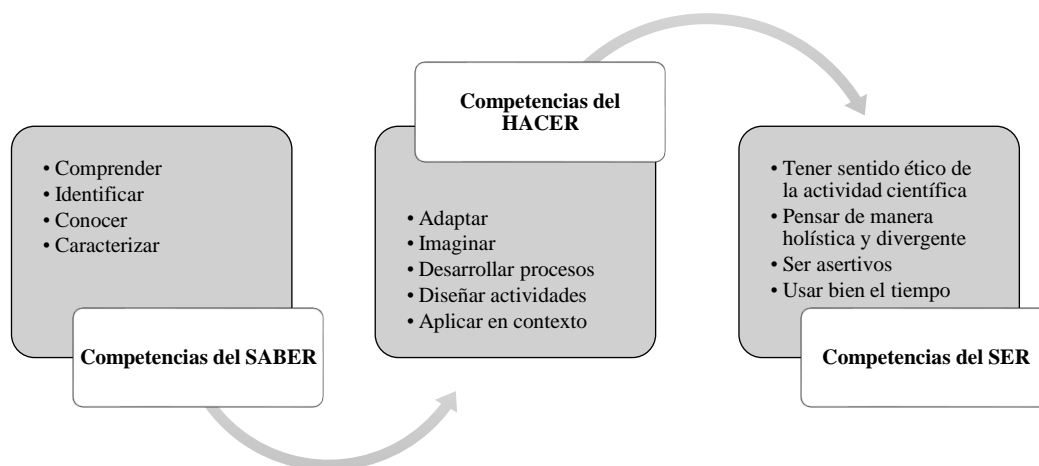 • Comprender
• Identificar
• Conocer
• Caracterizar
Competencias del SABER
Competencias del
HACER
• Adaptar
• Imaginar
• Desarrollar procesos
• Diseñar actividades
• Aplicar en contexto
• Tener sentido ético de
la actividad científica
• Pensar de manera
holística y divergente
• Ser asertivos
• Usar bien el tiempo
Competencias del SER